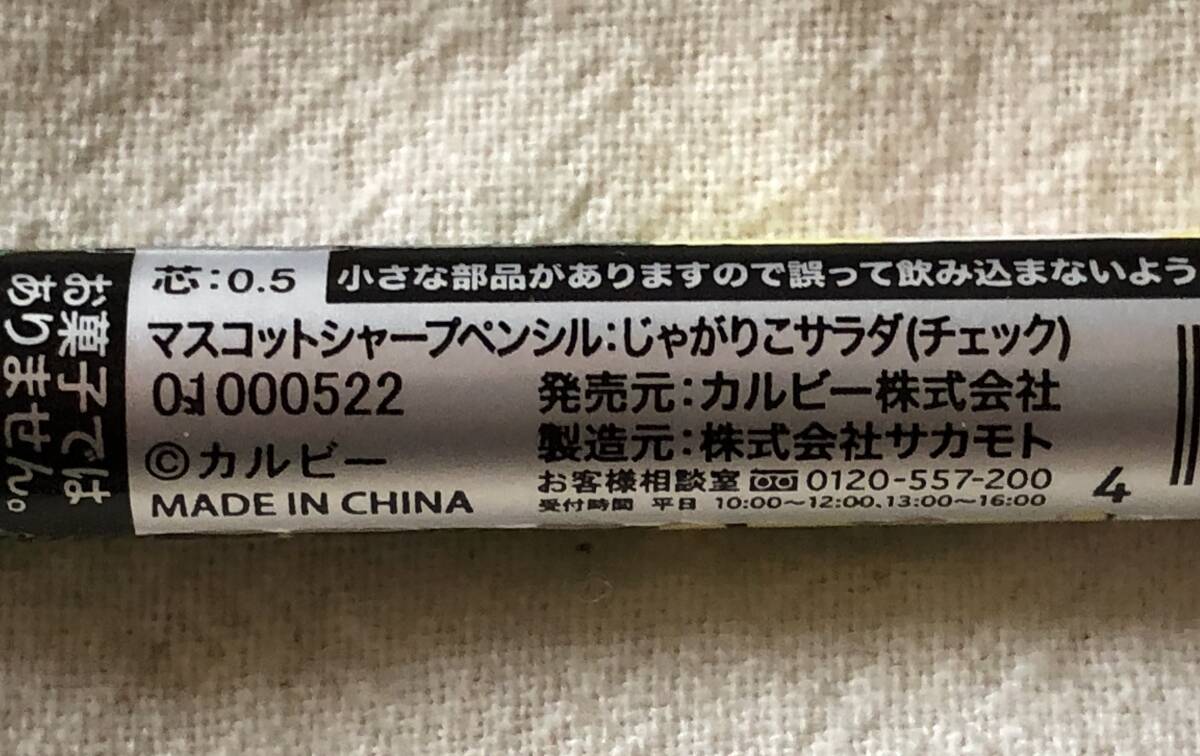 お菓子では
ありません。
芯:0.5
小さな部品がありますので誤って飲み込まないよう
マスコットシャープペンシル:じゃがりこサラダ(チェック)
01000522
発売元:カルビー株式会社
製造元:株式会社サカモト
©カルビー
MADE IN CHINA
お客様相談室 0120-557-200
受付時間 平日 10:00~12:00、13:00~16:00
4